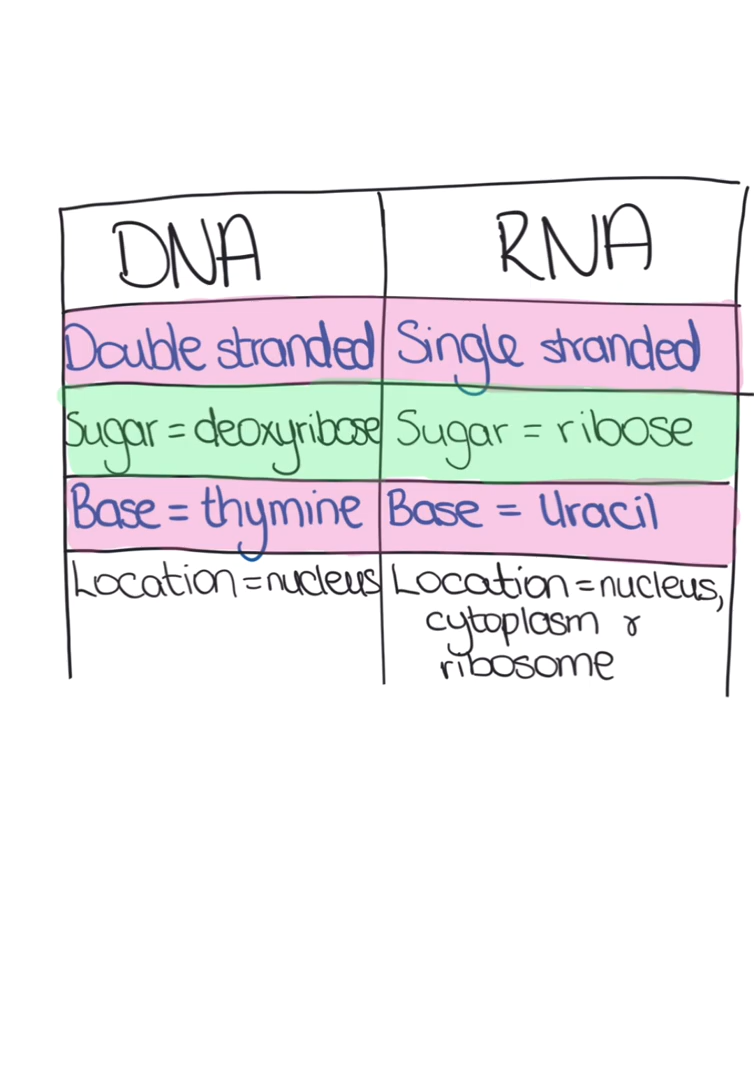 DNA RNA
Double stranded Single stranded
Sugar = deoxyribose Sugar = ribose
Base = thymine Base = Uracil
Location = nucleus Location = nucleus,
cytoplasm &
ribosome